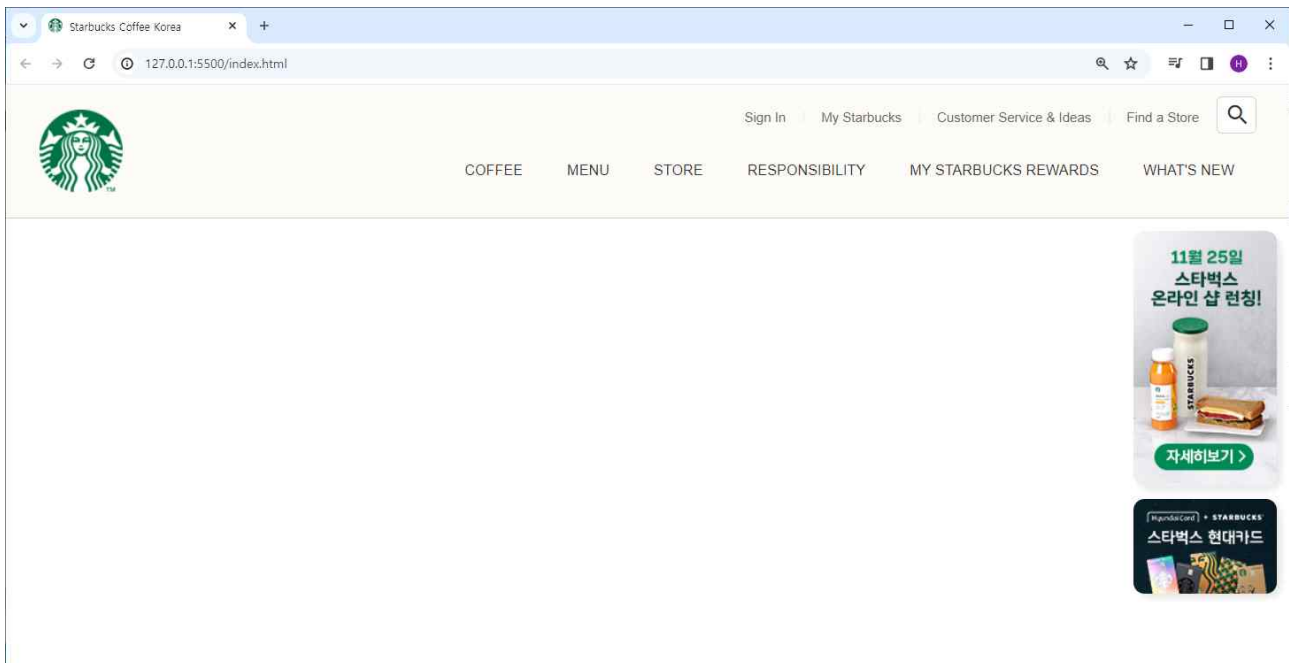 Starbucks Coffee Korea
127.0.0.1:5500/index.html
H
Sign In My Starbucks Customer Service & Ideas Find a Store
TM
COFFEE MENU STORE RESPONSIBILITY MY STARBUCKS REWARDS WHAT'S NEW
11월 25일
스타벅스
온라인 샵 런칭!
STARBUCKS
자세히보기 >
HyundaiCard + STARBUCKS
스타벅스 현대카드